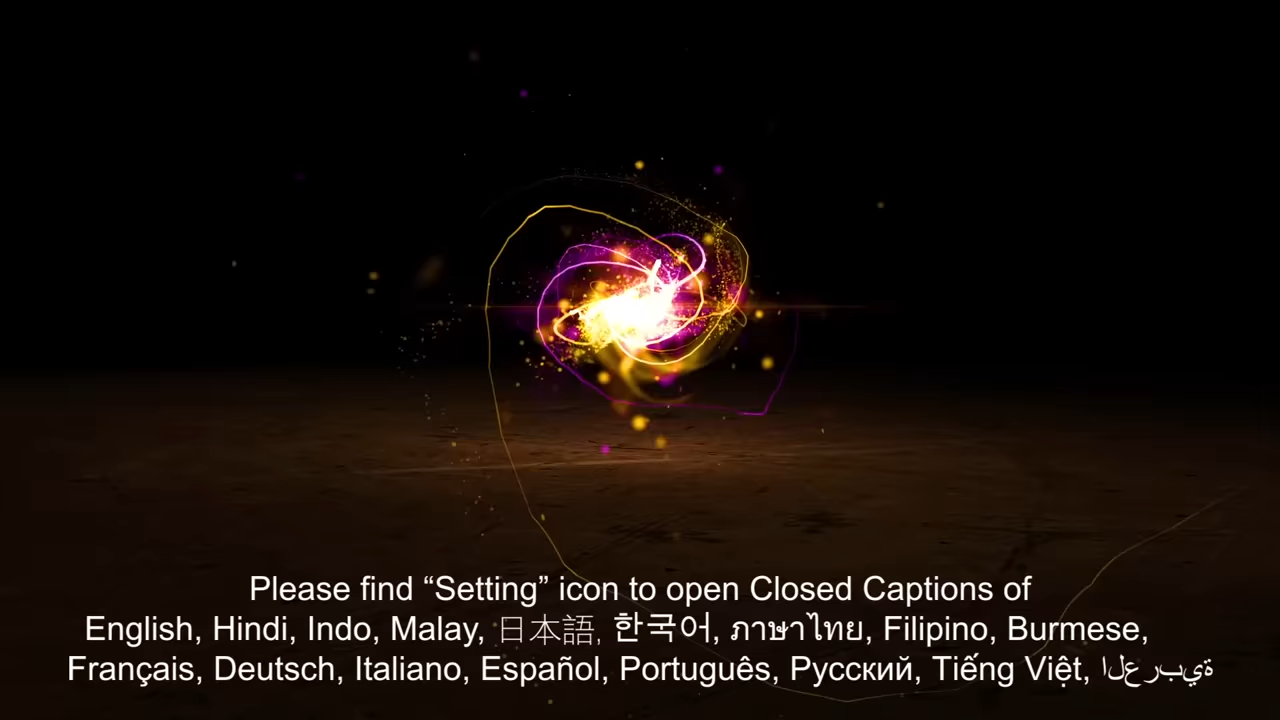 Please find “Setting” icon to open Closed Captions of
English, Hindi, Indo, Malay, 日本語, 한국어, ภาษาไทย, Filipino, Burmese,
Français, Deutsch, Italiano, Español, Português, Русский, Tiếng Việt, العربية